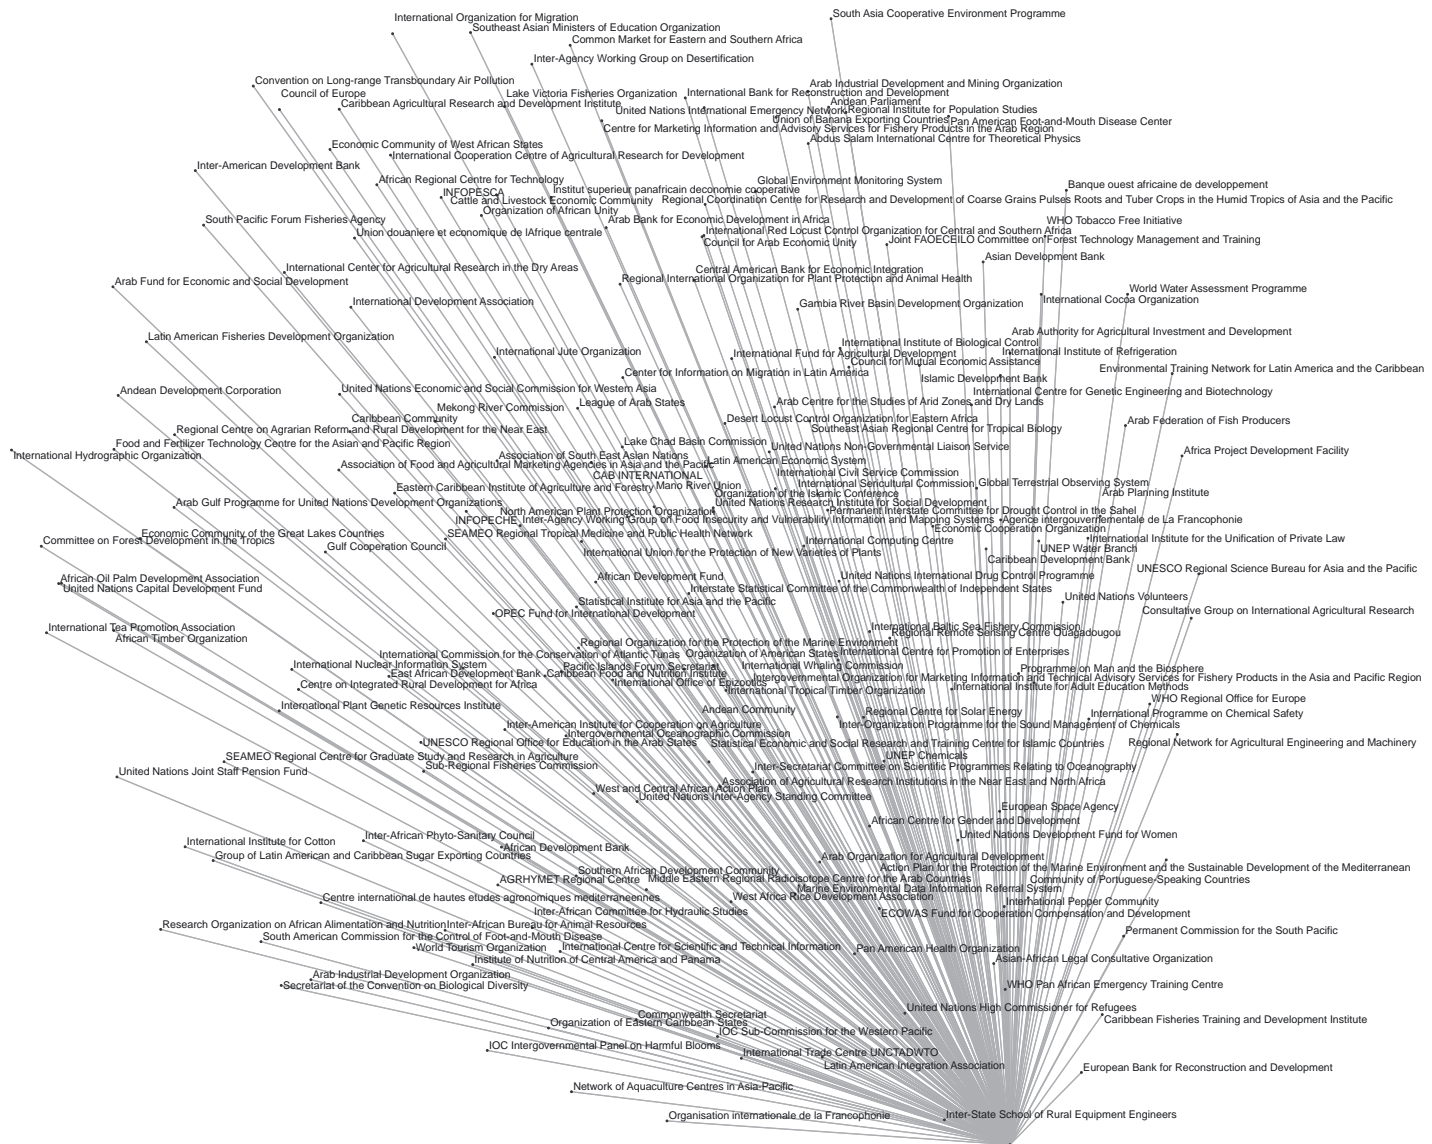 International Organization for Migration
South Asia Cooperative Environment Programme
Southeast Asian Ministers of Education Organization
Common Market for Eastern and Southern Africa
Inter-Agency Working Group on Desertification
Convention on Long-range Transboundary Air Pollution
Arab Industrial Development and Mining Organization
Council of Europe
Lake Victoria Fisheries Organization
International Bank for Reconstruction and Development
Caribbean Agricultural Research and Development Institute
Andean Parliament
United Nations International Emergency Network
Regional Institute for Population Studies
Union of Banana Exporting Countries
Pan American Foot-and-Mouth Disease Center
Centre for Marketing Information and Advisory Services for Fishery Products in the Arab Region
Abdus Salam International Centre for Theoretical Physics
Economic Community of West African States
International Cooperation Centre of Agricultural Research for Development
Inter-American Development Bank
African Regional Centre for Technology
Global Environment Monitoring System
Banque ouest africaine de developpement
INFOPESCA
Institut superieur panafricain deconomie cooperative
Cattle and Livestock Economic Community
Regional Coordination Centre for Research and Development of Coarse Grains Pulses Roots and Tuber Crops in the Humid Tropics of Asia and the Pacific
Organization of African Unity
South Pacific Forum Fisheries Agency
Arab Bank for Economic Development in Africa
WHO Tobacco Free Initiative
Union douaniere et economique de lAfrique centrale
International Red Locust Control Organization for Central and Southern Africa
Council for Arab Economic Unity
Joint FAOECEILO Committee on Forest Technology Management and Training
Asian Development Bank
International Center for Agricultural Research in the Dry Areas
Central American Bank for Economic Integration
Arab Fund for Economic and Social Development
Regional International Organization for Plant Protection and Animal Health
World Water Assessment Programme
International Development Association
Gambia River Basin Development Organization
International Cocoa Organization
Latin American Fisheries Development Organization
Arab Authority for Agricultural Investment and Development
International Institute of Biological Control
International Jute Organization
International Fund for Agricultural Development
International Institute of Refrigeration
Council for Mutual Economic Assistance
Center for Information on Migration in Latin America
Environmental Training Network for Latin America and the Caribbean
Islamic Development Bank
Andean Development Corporation
United Nations Economic and Social Commission for Western Asia
International Centre for Genetic Engineering and Biotechnology
Mekong River Commission
League of Arab States
Arab Centre for the Studies of Arid Zones and Dry Lands
Caribbean Community
Desert Locust Control Organization for Eastern Africa
Arab Federation of Fish Producers
Regional Centre on Agrarian Reform and Rural Development for the Near East
Southeast Asian Regional Centre for Tropical Biology
Food and Fertilizer Technology Centre for the Asian and Pacific Region
Lake Chad Basin Commission
United Nations Non-Governmental Liaison Service
Africa Project Development Facility
International Hydrographic Organization
Association of South East Asian Nations
Association of Food and Agricultural Marketing Agencies in Asia and the Pacific
Latin American Economic System
CAB INTERNATIONAL
International Civil Service Commission
Eastern Caribbean Institute of Agriculture and Forestry
Mano River Union
International Sericultural Commission
Global Terrestrial Observing System
Organization of the Islamic Conference
Arab Planning Institute
Arab Gulf Programme for United Nations Development Organizations
United Nations Research Institute for Social Development
North American Plant Protection Organization
Permanent Interstate Committee for Drought Control in the Sahel
INFOPECHE
Inter-Agency Working Group on Food Insecurity and Vulnerability Information and Mapping Systems
Agence intergouvernementale de La Francophonie
Economic Cooperation Organization
Economic Community of the Great Lakes Countries
SEAMEO Regional Tropical Medicine and Public Health Network
International Computing Centre
International Institute for the Unification of Private Law
Committee on Forest Development in the Tropics
Gulf Cooperation Council
International Union for the Protection of New Varieties of Plants
UNEP Water Branch
Caribbean Development Bank
UNESCO Regional Science Bureau for Asia and the Pacific
African Oil Palm Development Association
African Development Fund
United Nations International Drug Control Programme
United Nations Capital Development Fund
Interstate Statistical Committee of the Commonwealth of Independent States
United Nations Volunteers
Statistical Institute for Asia and the Pacific
OPEC Fund for International Development
Consultative Group on International Agricultural Research
International Tea Promotion Association
International Baltic Sea Fishery Commission
Regional Remote Sensing Centre Ouagadougou
African Timber Organization
Regional Organization for the Protection of the Marine Environment
International Commission for the Conservation of Atlantic Tunas
Organization of American States
International Centre for Promotion of Enterprises
International Nuclear Information System
Pacific Islands Forum Secretariat
International Whaling Commission
Programme on Man and the Biosphere
East African Development Bank
Caribbean Food and Nutrition Institute
Intergovernmental Organization for Marketing Information and Technical Advisory Services for Fishery Products in the Asia and Pacific Region
Centre on Integrated Rural Development for Africa
International Office of Epizootics
International Tropical Timber Organization
International Institute for Adult Education Methods
WHO Regional Office for Europe
International Plant Genetic Resources Institute
Andean Community
Regional Centre for Solar Energy
International Programme on Chemical Safety
Inter-American Institute for Cooperation on Agriculture
Inter-Organization Programme for the Sound Management of Chemicals
Intergovernmental Oceanographic Commission
UNESCO Regional Office for Education in the Arab States
Statistical Economic and Social Research and Training Centre for Islamic Countries
Regional Network for Agricultural Engineering and Machinery
SEAMEO Regional Centre for Graduate Study and Research in Agriculture
UNEP Chemicals
Sub-Regional Fisheries Commission
Inter-Secretariat Committee on Scientific Programmes Relating to Oceanography
United Nations Joint Staff Pension Fund
Association of Agricultural Research Institutions in the Near East and North Africa
West and Central African Action Plan
United Nations Inter-Agency Standing Committee
European Space Agency
African Centre for Gender and Development
International Institute for Cotton
Inter-African Phyto-Sanitary Council
United Nations Development Fund for Women
African Development Bank
Group of Latin American and Caribbean Sugar Exporting Countries
Arab Organization for Agricultural Development
Southern African Development Community
Action Plan for the Protection of the Marine Environment and the Sustainable Development of the Mediterranean
AGRHYMET Regional Centre
Middle Eastern Regional Radioisotope Centre for the Arab Countries
Community of Portuguese-Speaking Countries
Marine Environmental Data Information Referral System
Centre international de hautes etudes agronomiques mediterraneennes
West Africa Rice Development Association
International Pepper Community
Inter-African Committee for Hydraulic Studies
ECOWAS Fund for Cooperation Compensation and Development
Research Organization on African Alimentation and Nutrition
Inter-African Bureau for Animal Resources
Permanent Commission for the South Pacific
South American Commission for the Control of Foot-and-Mouth Disease
World Tourism Organization
International Centre for Scientific and Technical Information
Pan American Health Organization
Institute of Nutrition of Central America and Panama
Asian-African Legal Consultative Organization
Arab Industrial Development Organization
Secretariat of the Convention on Biological Diversity
WHO Pan African Emergency Training Centre
United Nations High Commissioner for Refugees
Commonwealth Secretariat
Organization of Eastern Caribbean States
Caribbean Fisheries Training and Development Institute
IOC Sub-Commission for the Western Pacific
IOC Intergovernmental Panel on Harmful Blooms
International Trade Centre UNCTADWTO
Latin American Integration Association
European Bank for Reconstruction and Development
Network of Aquaculture Centres in Asia-Pacific
Organisation internationale de la Francophonie
Inter-State School of Rural Equipment Engineers